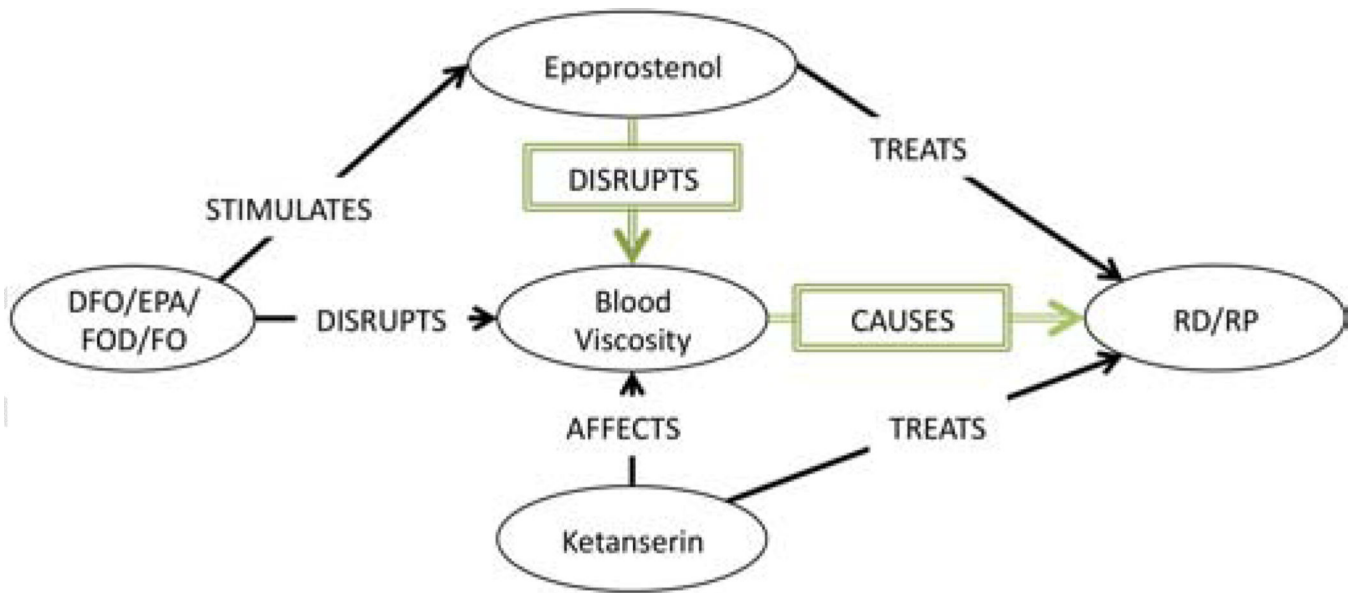 Epoprostenol
TREATS
DISRUPTS
STIMULATES
DFO/EPA/
FOD/FO
DISRUPTS
Blood
Viscosity
CAUSES
RD/RP
AFFECTS
TREATS
Ketanserin